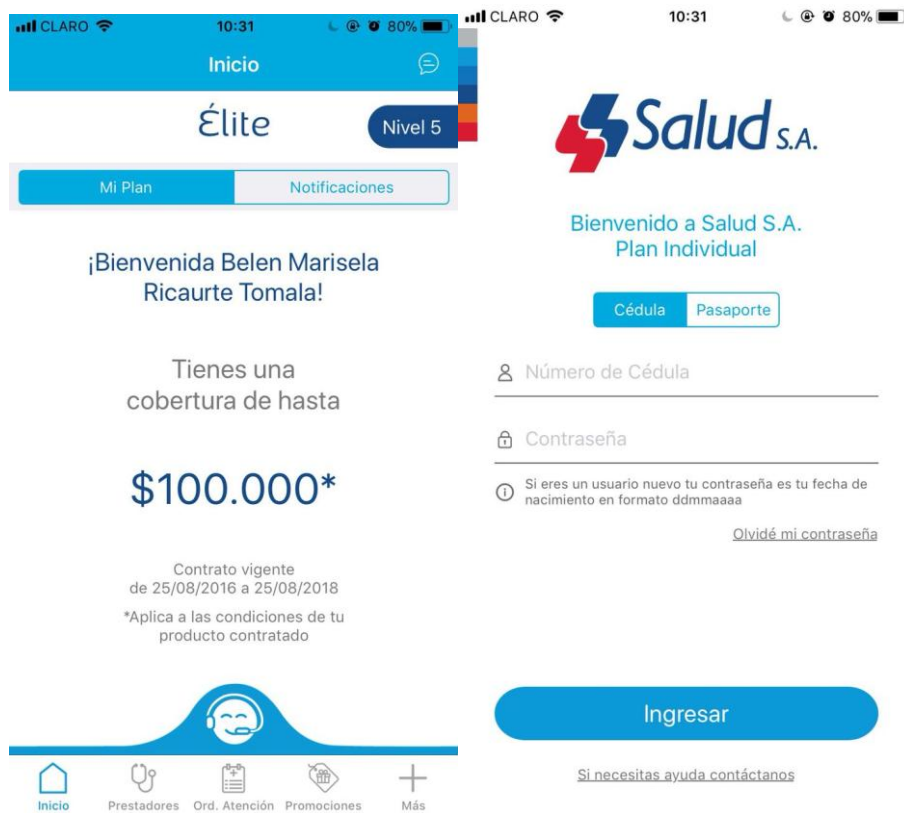 CLARO 10:31 80%
Inicio
Élite
Nivel 5
Mi Plan Notificaciones
¡Bienvenida Belen Marisela
Ricaurte Tomala!
Tienes una
cobertura de hasta
$100.000*
Contrato vigente
de 25/08/2016 a 25/08/2018
*Aplica a las condiciones de tu
producto contratado
Inicio Prestadores Ord. Atención Promociones Más
CLARO 10:31 80%
Salud S.A.
Bienvenido a Salud S.A.
Plan Individual
Cédula Pasaporte
Número de Cédula
Contraseña
Si eres un usuario nuevo tu contraseña es tu fecha de
nacimiento en formato ddmmaaaa
Olvidé mi contraseña
Ingresar
Si necesitas ayuda contáctanos